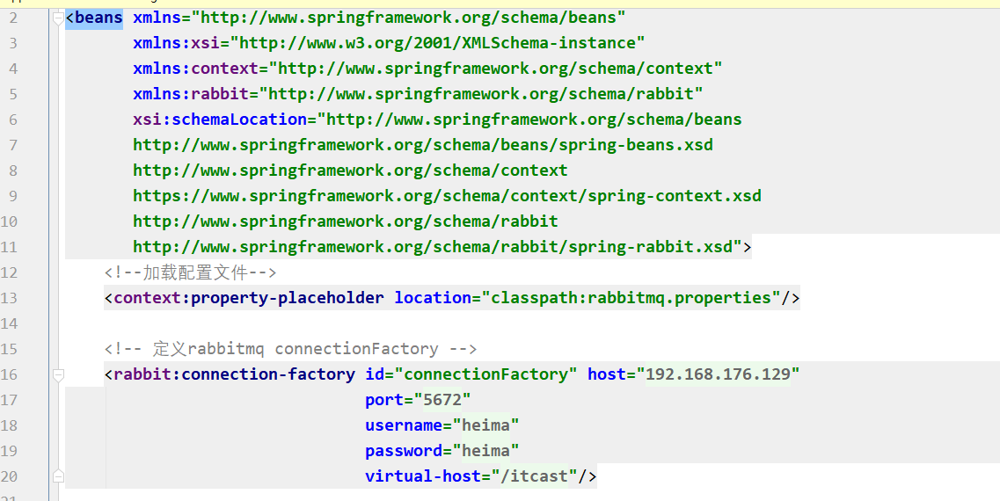 2 <beans xmlns="http://www.springframework.org/schema/beans"
3 xmlns:xsi="http://www.w3.org/2001/XMLSchema-instance"
4 xmlns:context="http://www.springframework.org/schema/context"
5 xmlns:rabbit="http://www.springframework.org/schema/rabbit"
6 xsi:schemaLocation="http://www.springframework.org/schema/beans
7 http://www.springframework.org/schema/beans/spring-beans.xsd
8 http://www.springframework.org/schema/context
9 https://www.springframework.org/schema/context/spring-context.xsd
10 http://www.springframework.org/schema/rabbit
11 http://www.springframework.org/schema/rabbit/spring-rabbit.xsd">
12 <!--加载配置文件-->
13 <context:property-placeholder location="classpath:rabbitmq.properties"/>
14
15 <!-- 定义rabbitmq connectionFactory -->
16 <rabbit:connection-factory id="connectionFactory" host="192.168.176.129"
17 port="5672"
18 username="heima"
19 password="heima"
20 virtual-host="/itcast"/>